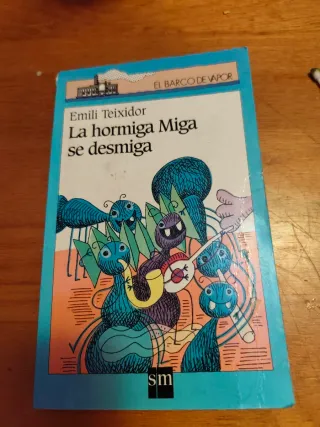 EL BARCO DE VAPOR
Emili Teixidor
La hormiga Miga
se desmiga
sm